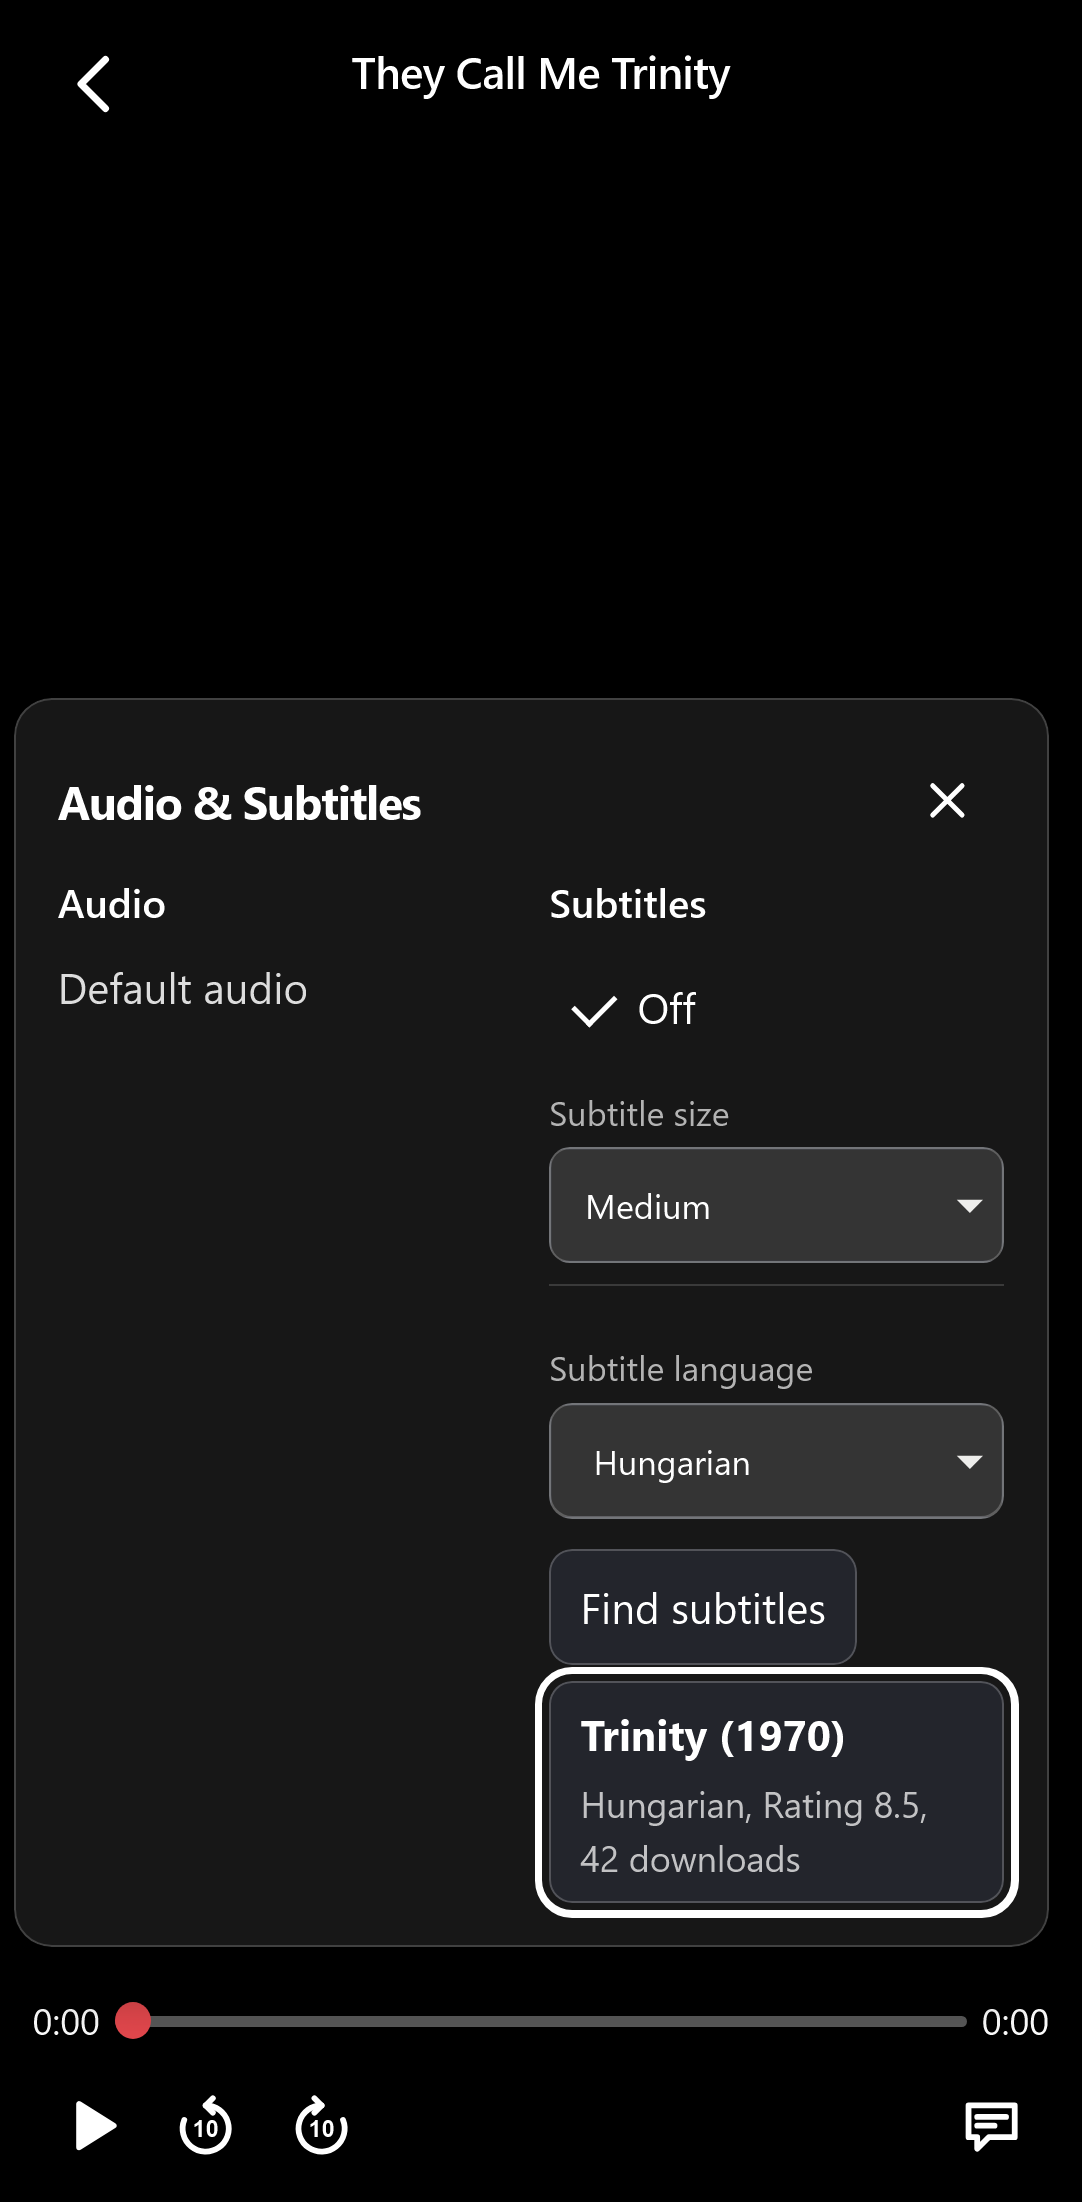 They Call Me Trinity
Audio & Subtitles
Audio
Default audio
Subtitles
Off
Subtitle size
Medium
Subtitle language
Hungarian
Find subtitles
Trinity (1970)
Hungarian, Rating 8.5,
42 downloads
0:00
0:00
10
10